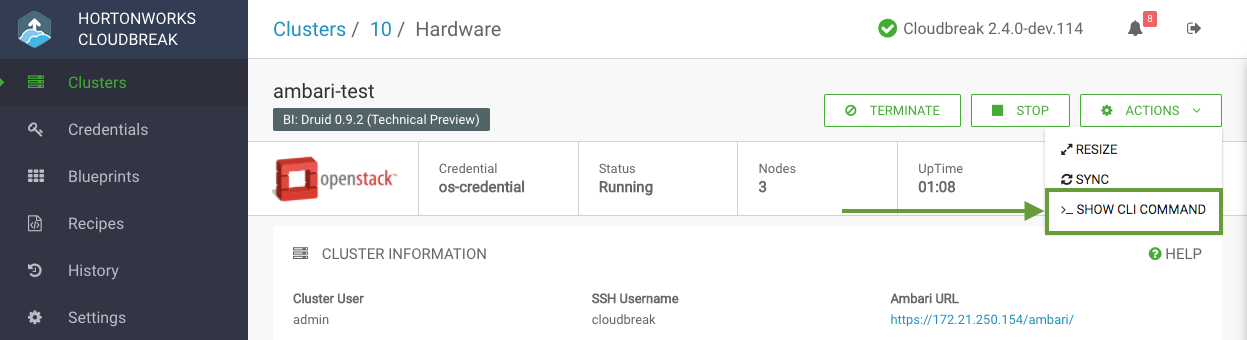 HORTONWORKS
CLOUDBREAK
Clusters
Credentials
Blueprints
Recipes
History
Settings
Clusters / 10 / Hardware
Cloudbreak 2.4.0-dev.114
8
ambari-test
BI: Druid 0.9.2 (Technical Preview)
TERMINATE
STOP
ACTIONS
RESIZE
SYNC
>_ SHOW CLI COMMAND
openstack™
Credential
os-credential
Status
Running
Nodes
3
UpTime
01:08
CLUSTER INFORMATION
HELP
Cluster User
admin
SSH Username
cloudbreak
Ambari URL
https://172.21.250.154/ambari/